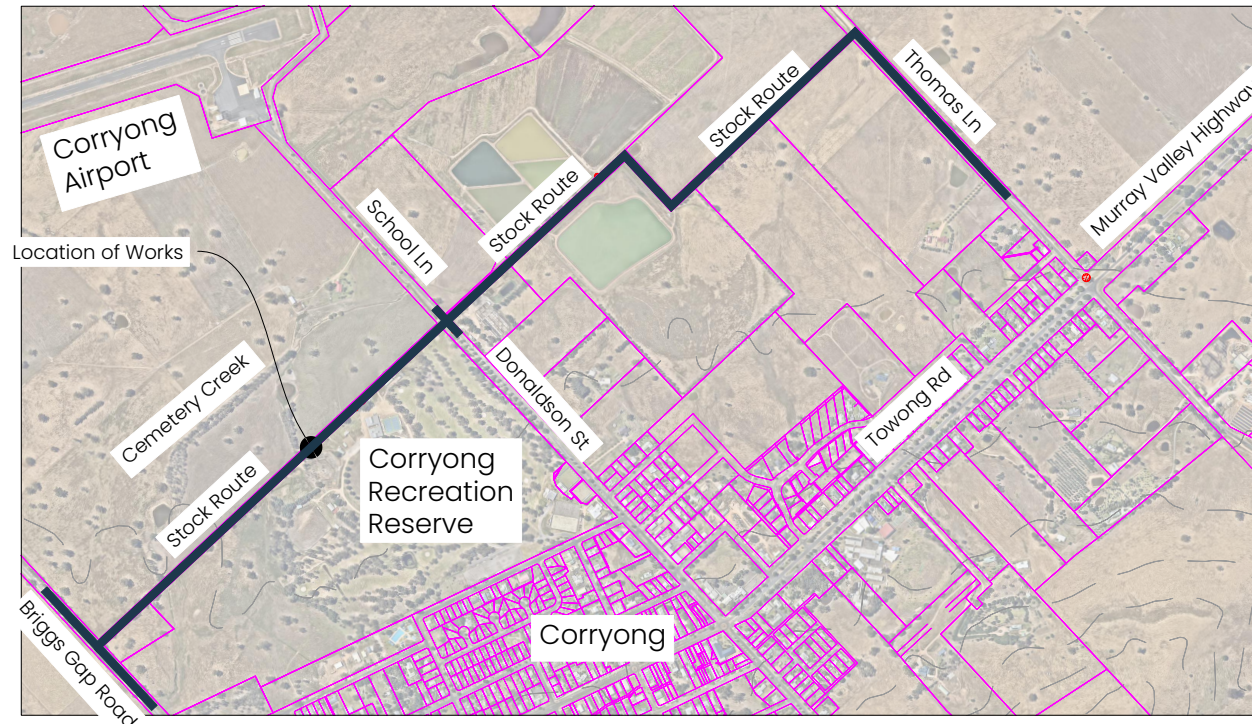 Thomas Ln
Stock Route
Murray Valley Highway
Corryong
Airport
School Ln
Stock Route
Location of Works
Cemetery Creek
Donaldson St
Towong Rd
Corryong
Recreation
Reserve
Stock Route
Briggs Gap Road
Corryong